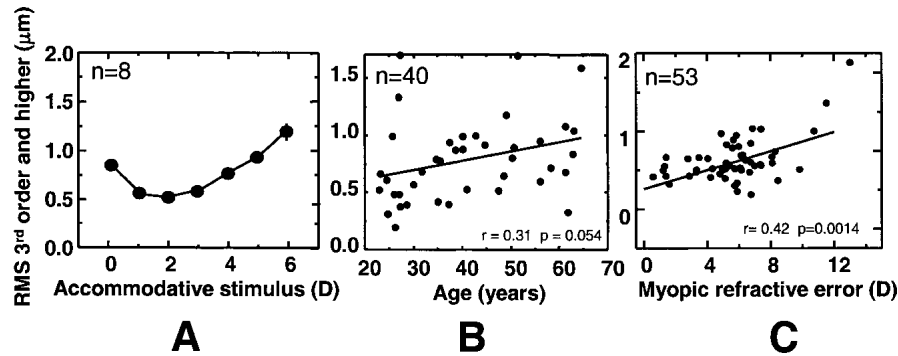 RMS 3rd order and higher (μm)
2.0
1.5
1.0
0.5
0.0
n=8
0 2 4 6
Accommodative stimulus (D)
A
1.5
1.0
0.5
0.0
n=40
r = 0.31 p = 0.054
20 30 40 50 60 70
Age (years)
B
2
1
0
n=53
r= 0.42 p=0.0014
0 4 8 12
Myopic refractive error (D)
C